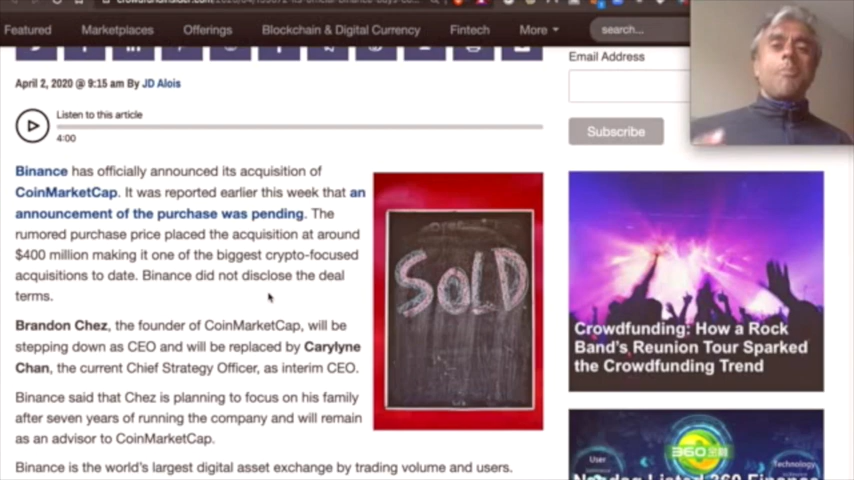 Featured Marketplaces Offerings Blockchain & Digital Currency Fintech More search...
April 2, 2020 @ 9:15 am By JD Alois
Listen to this article
4:00
Binance has officially announced its acquisition of
CoinMarketCap. It was reported earlier this week that an
announcement of the purchase was pending. The
rumored purchase price placed the acquisition at around
$400 million making it one of the biggest crypto-focused
acquisitions to date. Binance did not disclose the deal
terms.
Brandon Chez, the founder of CoinMarketCap, will be
stepping down as CEO and will be replaced by Carylyne
Chan, the current Chief Strategy Officer, as interim CEO.
Binance said that Chez is planning to focus on his family
after seven years of running the company and will remain
as an advisor to CoinMarketCap.
Binance is the world's largest digital asset exchange by trading volume and users.
SOLD
Email Address
Subscribe
Crowdfunding: How a Rock
Band's Reunion Tour Sparked
the Crowdfunding Trend
360
User
Technology